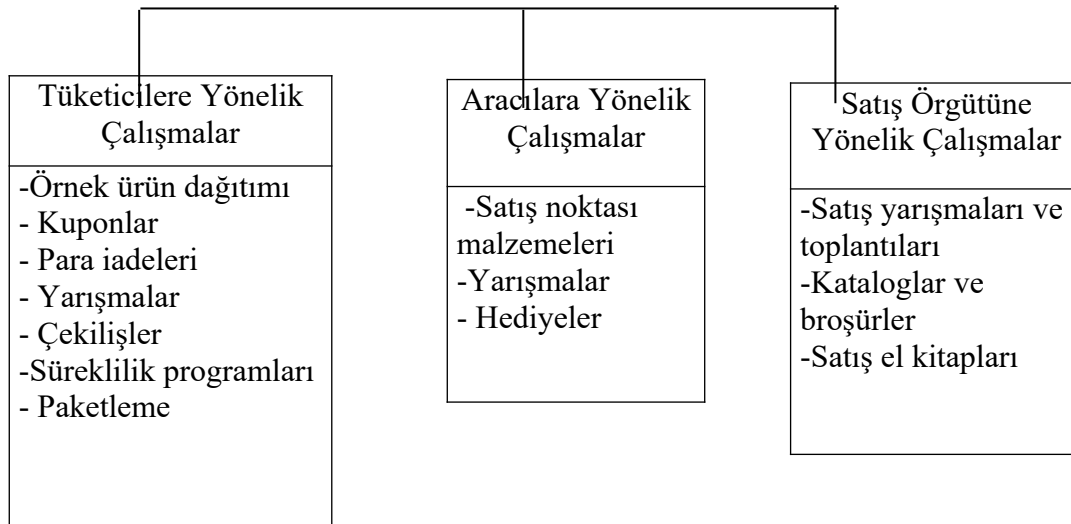 Tüketicilere Yönelik
Çalışmalar
-Örnek ürün dağıtımı
- Kuponlar
- Para iadeleri
- Yarışmalar
- Çekilişler
-Süreklilik programları
- Paketleme
Aracılara Yönelik
Çalışmalar
-Satış noktası
malzemeleri
-Yarışmalar
- Hediyeler
Satış Örgütüne
Yönelik Çalışmalar
-Satış yarışmaları ve
toplantıları
-Kataloglar ve
broşürler
-Satış el kitapları